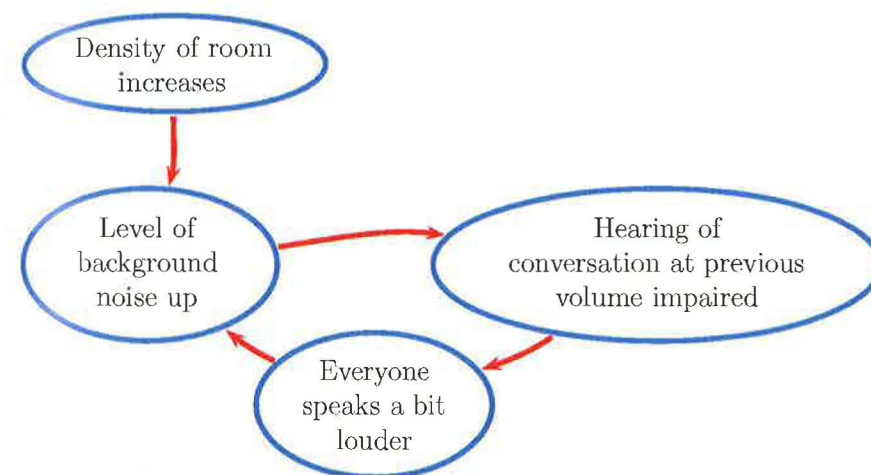 Density of room
increases
Level of
background
noise up
Hearing of
conversation at previous
volume impaired
Everyone
speaks a bit
louder